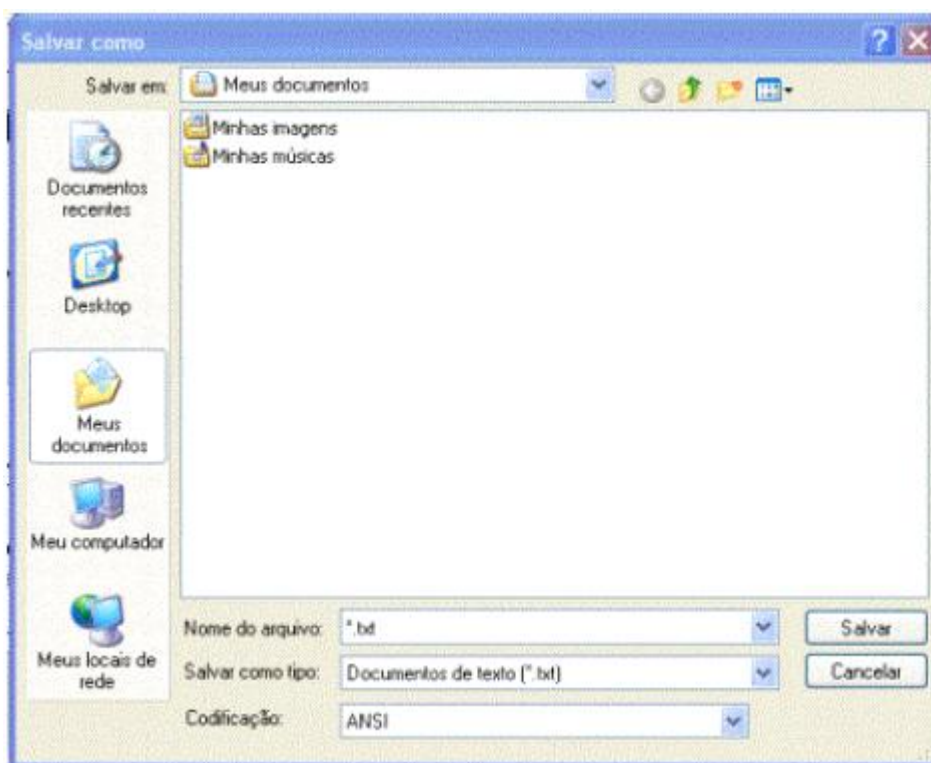 Salvar como
Salvar em:
Meus documentos
Minhas imagens
Minhas músicas
Documentos
recentes
Desktop
Meus
documentos
Meu computador
Meus locais de
rede
Nome do arquivo:
*.txt
Salvar
Salvar como tipo:
Documentos de texto (*.txt)
Cancelar
Codificação:
ANSI